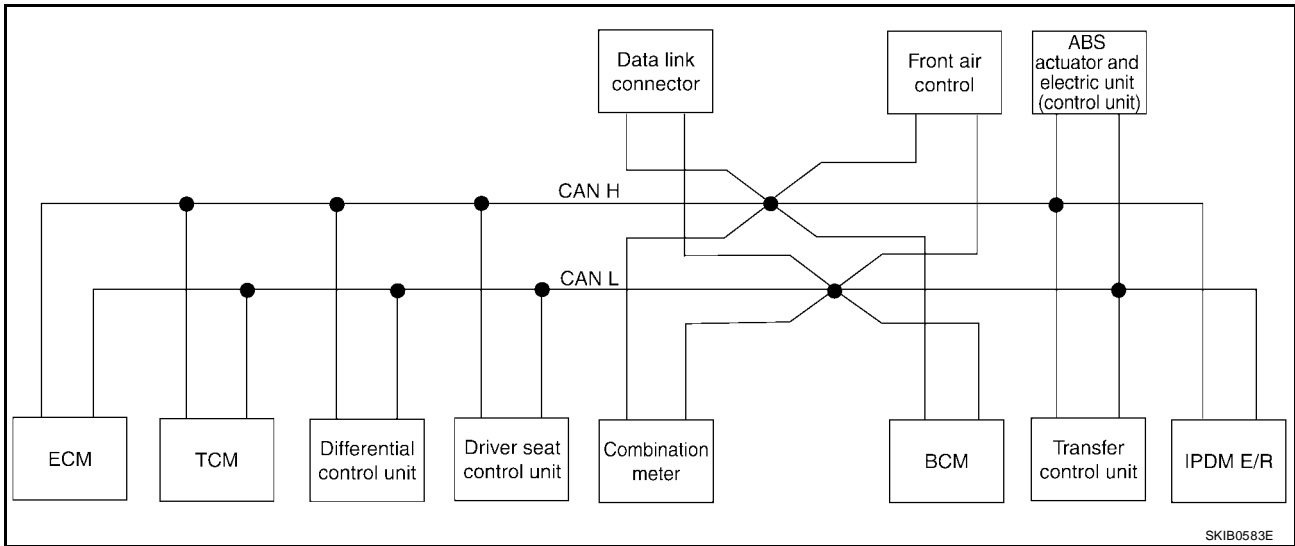 Data link
connector
Front air
control
ABS
actuator and
electric unit
(control unit)
CAN H
CAN L
ECM
TCM
Differential
control unit
Driver seat
control unit
Combination
meter
BCM
Transfer
control unit
IPDM E/R
SKIB0583E